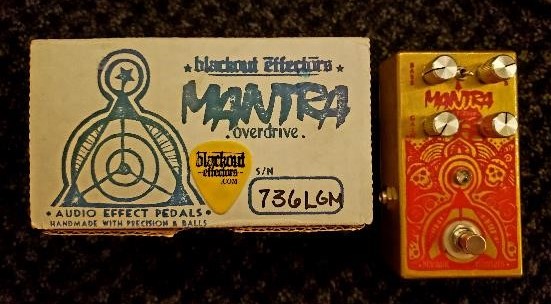 blackout effectors
MANTRA
.overdrive.
blackout
-effectors-
.com
S/N
736LGM
• AUDIO EFFECT PEDALS •
HANDMADE WITH PRECISION & BALLS
MANTRA